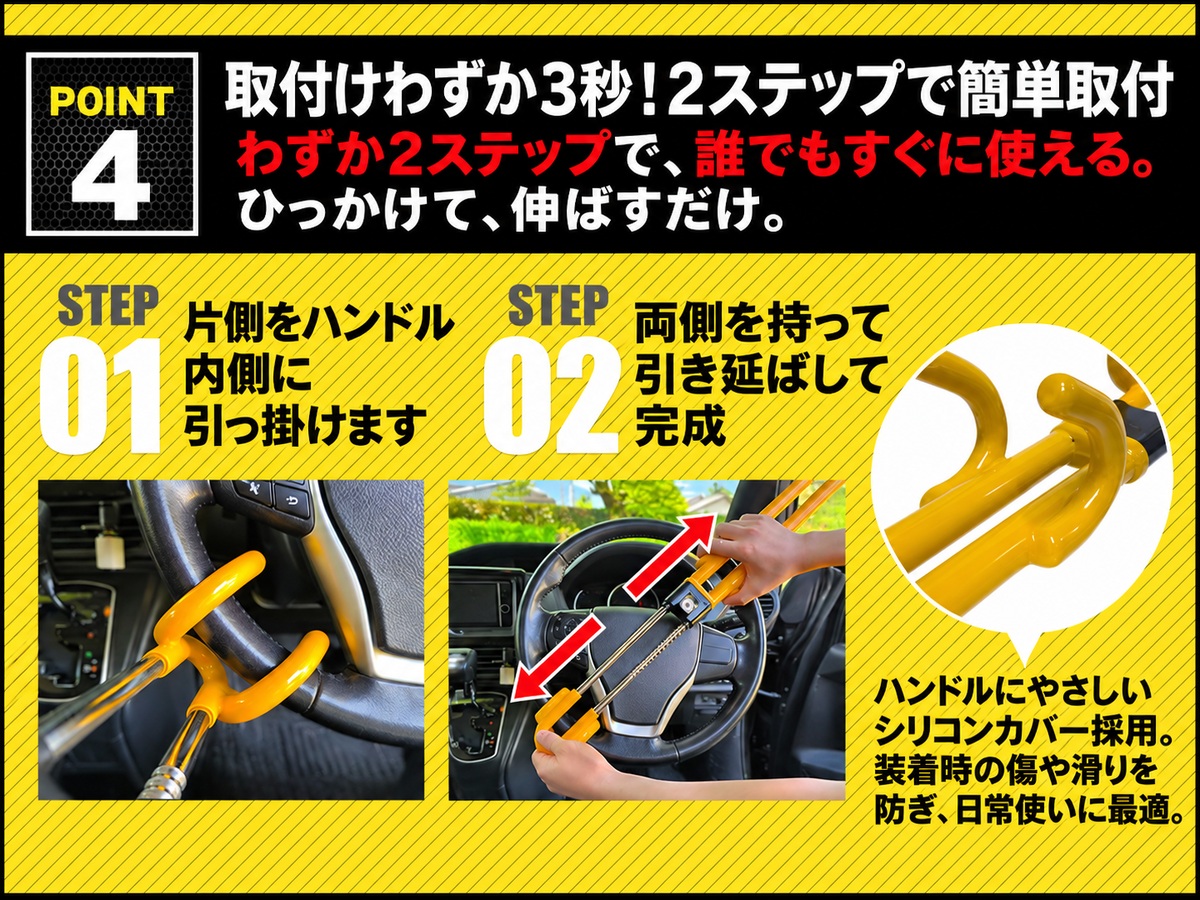 POINT
4
取付けわずか3秒！2ステップで簡単取付
わずか2ステップで、誰でもすぐに使える。
ひっかけて、伸ばすだけ。
STEP
01
片側をハンドル
内側に
引っ掛けます
STEP
02
両側を持って
引き延ばして
完成
ハンドルにやさしい
シリコンカバー採用。
装着時の傷や滑りを
防ぎ、日常使いに最適。